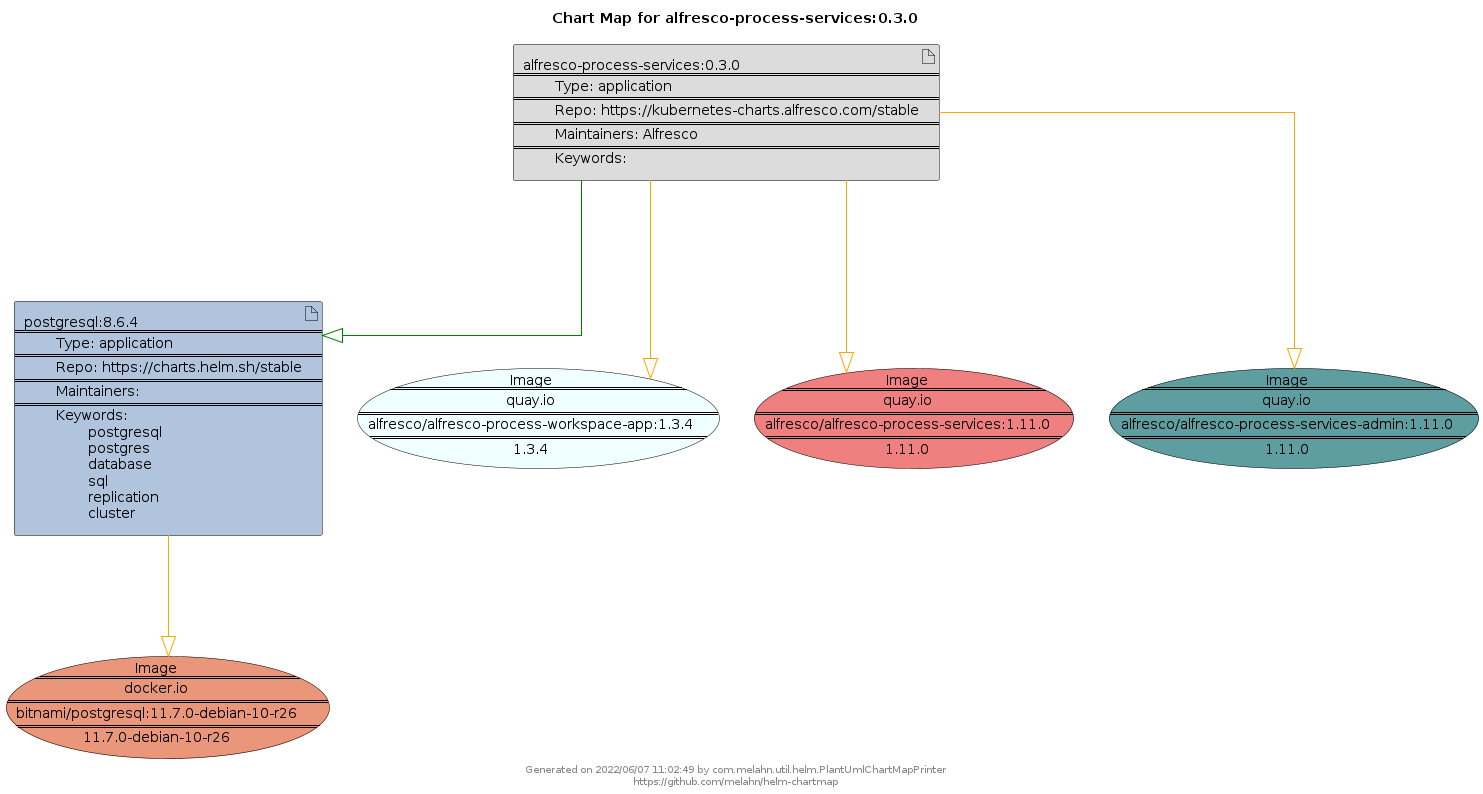 Chart Map for alfresco-process-services:0.3.0
alfresco-process-services:0.3.0
Type: application
Repo: https://kubernetes-charts.alfresco.com/stable
Maintainers: Alfresco
Keywords:
postgresql:8.6.4
Type: application
Repo: https://charts.helm.sh/stable
Maintainers:
Keywords:
postgresql
postgres
database
sql
replication
cluster
Image
quay.io
alfresco/alfresco-process-workspace-app:1.3.4
1.3.4
Image
quay.io
alfresco/alfresco-process-services:1.11.0
1.11.0
Image
quay.io
alfresco/alfresco-process-services-admin:1.11.0
1.11.0
Image
docker.io
bitnami/postgresql:11.7.0-debian-10-r26
11.7.0-debian-10-r26
Generated on 2022/06/07 11:02:49 by com.melahn.util.helm.PlantUmlChartMapPrinter
https://github.com/melahn/helm-chartmap